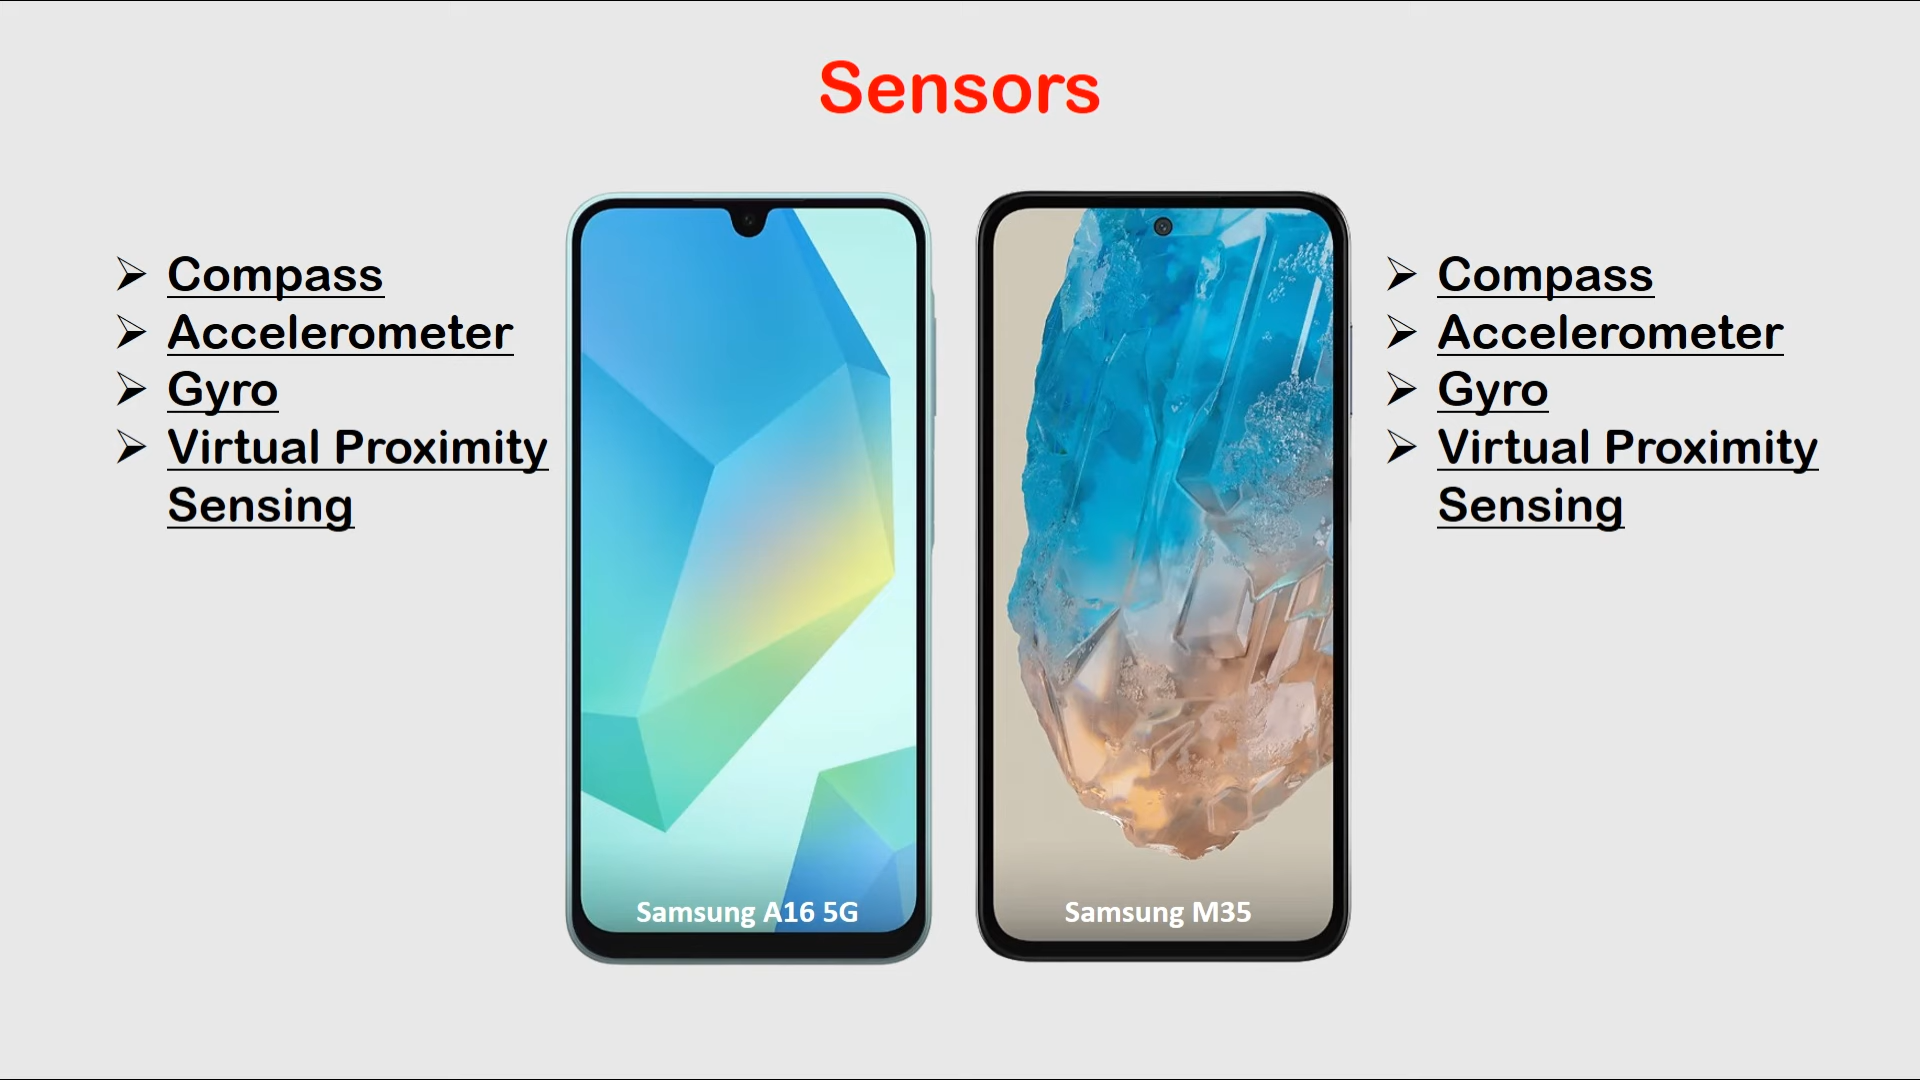 Sensors
➢ Compass
➢ Accelerometer
➢ Gyro
➢ Virtual Proximity
Sensing
Samsung A16 5G
Samsung M35
➢ Compass
➢ Accelerometer
➢ Gyro
➢ Virtual Proximity
Sensing